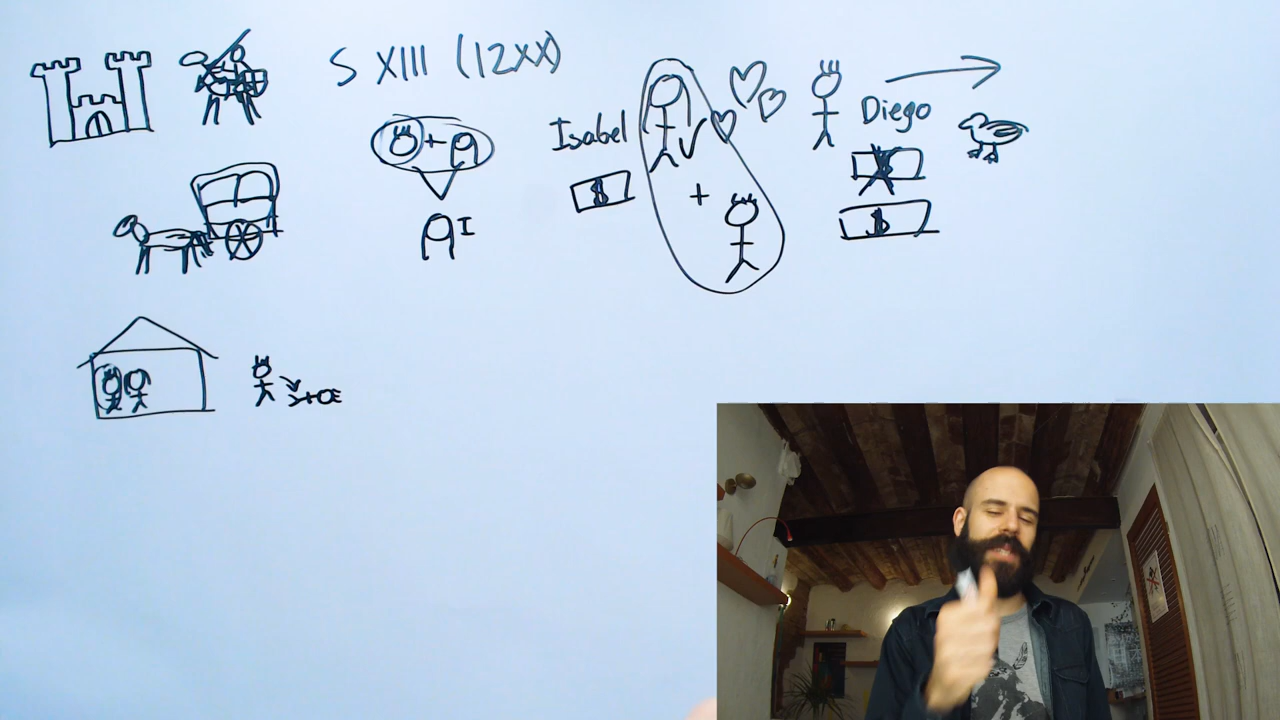 S XIII (12XX)
Isabel
Diego
$
$
$
I